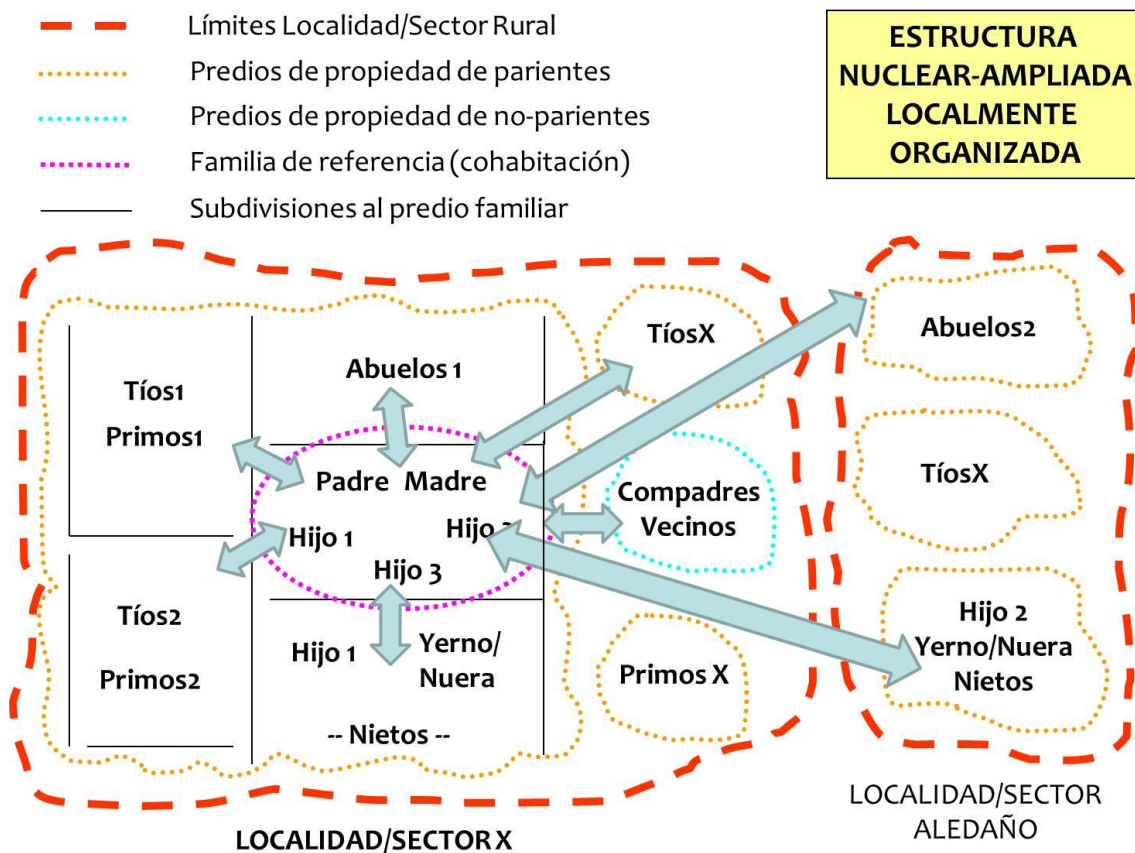 Límites Localidad/Sector Rural
Predios de propiedad de parientes
Predios de propiedad de no-parientes
Familia de referencia (cohabitación)
Subdivisiones al predio familiar
ESTRUCTURA
NUCLEAR-AMPLIADA
LOCALMENTE
ORGANIZADA
Tíos1
Primos1
Abuelos 1
TíosX
Abuelos2
Padre Madre
Compadres
Vecinos
TíosX
Hijo 1
Hijo
Hijo 3
Tíos2
Primos2
Hijo 1
Yerno/
Nuera
-- Nietos --
Primos X
Hijo 2
Yerno/Nuera
Nietos
LOCALIDAD/SECTOR X
LOCALIDAD/SECTOR
ALEDAÑO